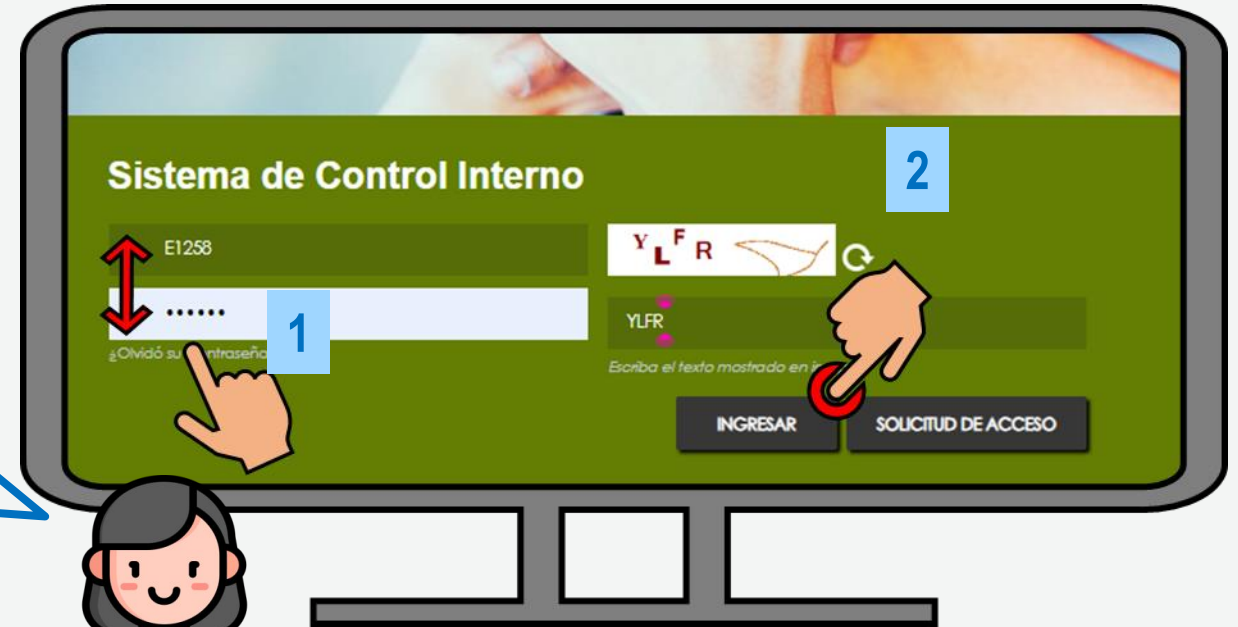 Sistema de Control Interno
2
E1258
Y L F R
••••••
1
YLFR
¿Olvidó su
Escriba el texto mostrado en
INGRESAR
SOLICITUD DE ACCESO